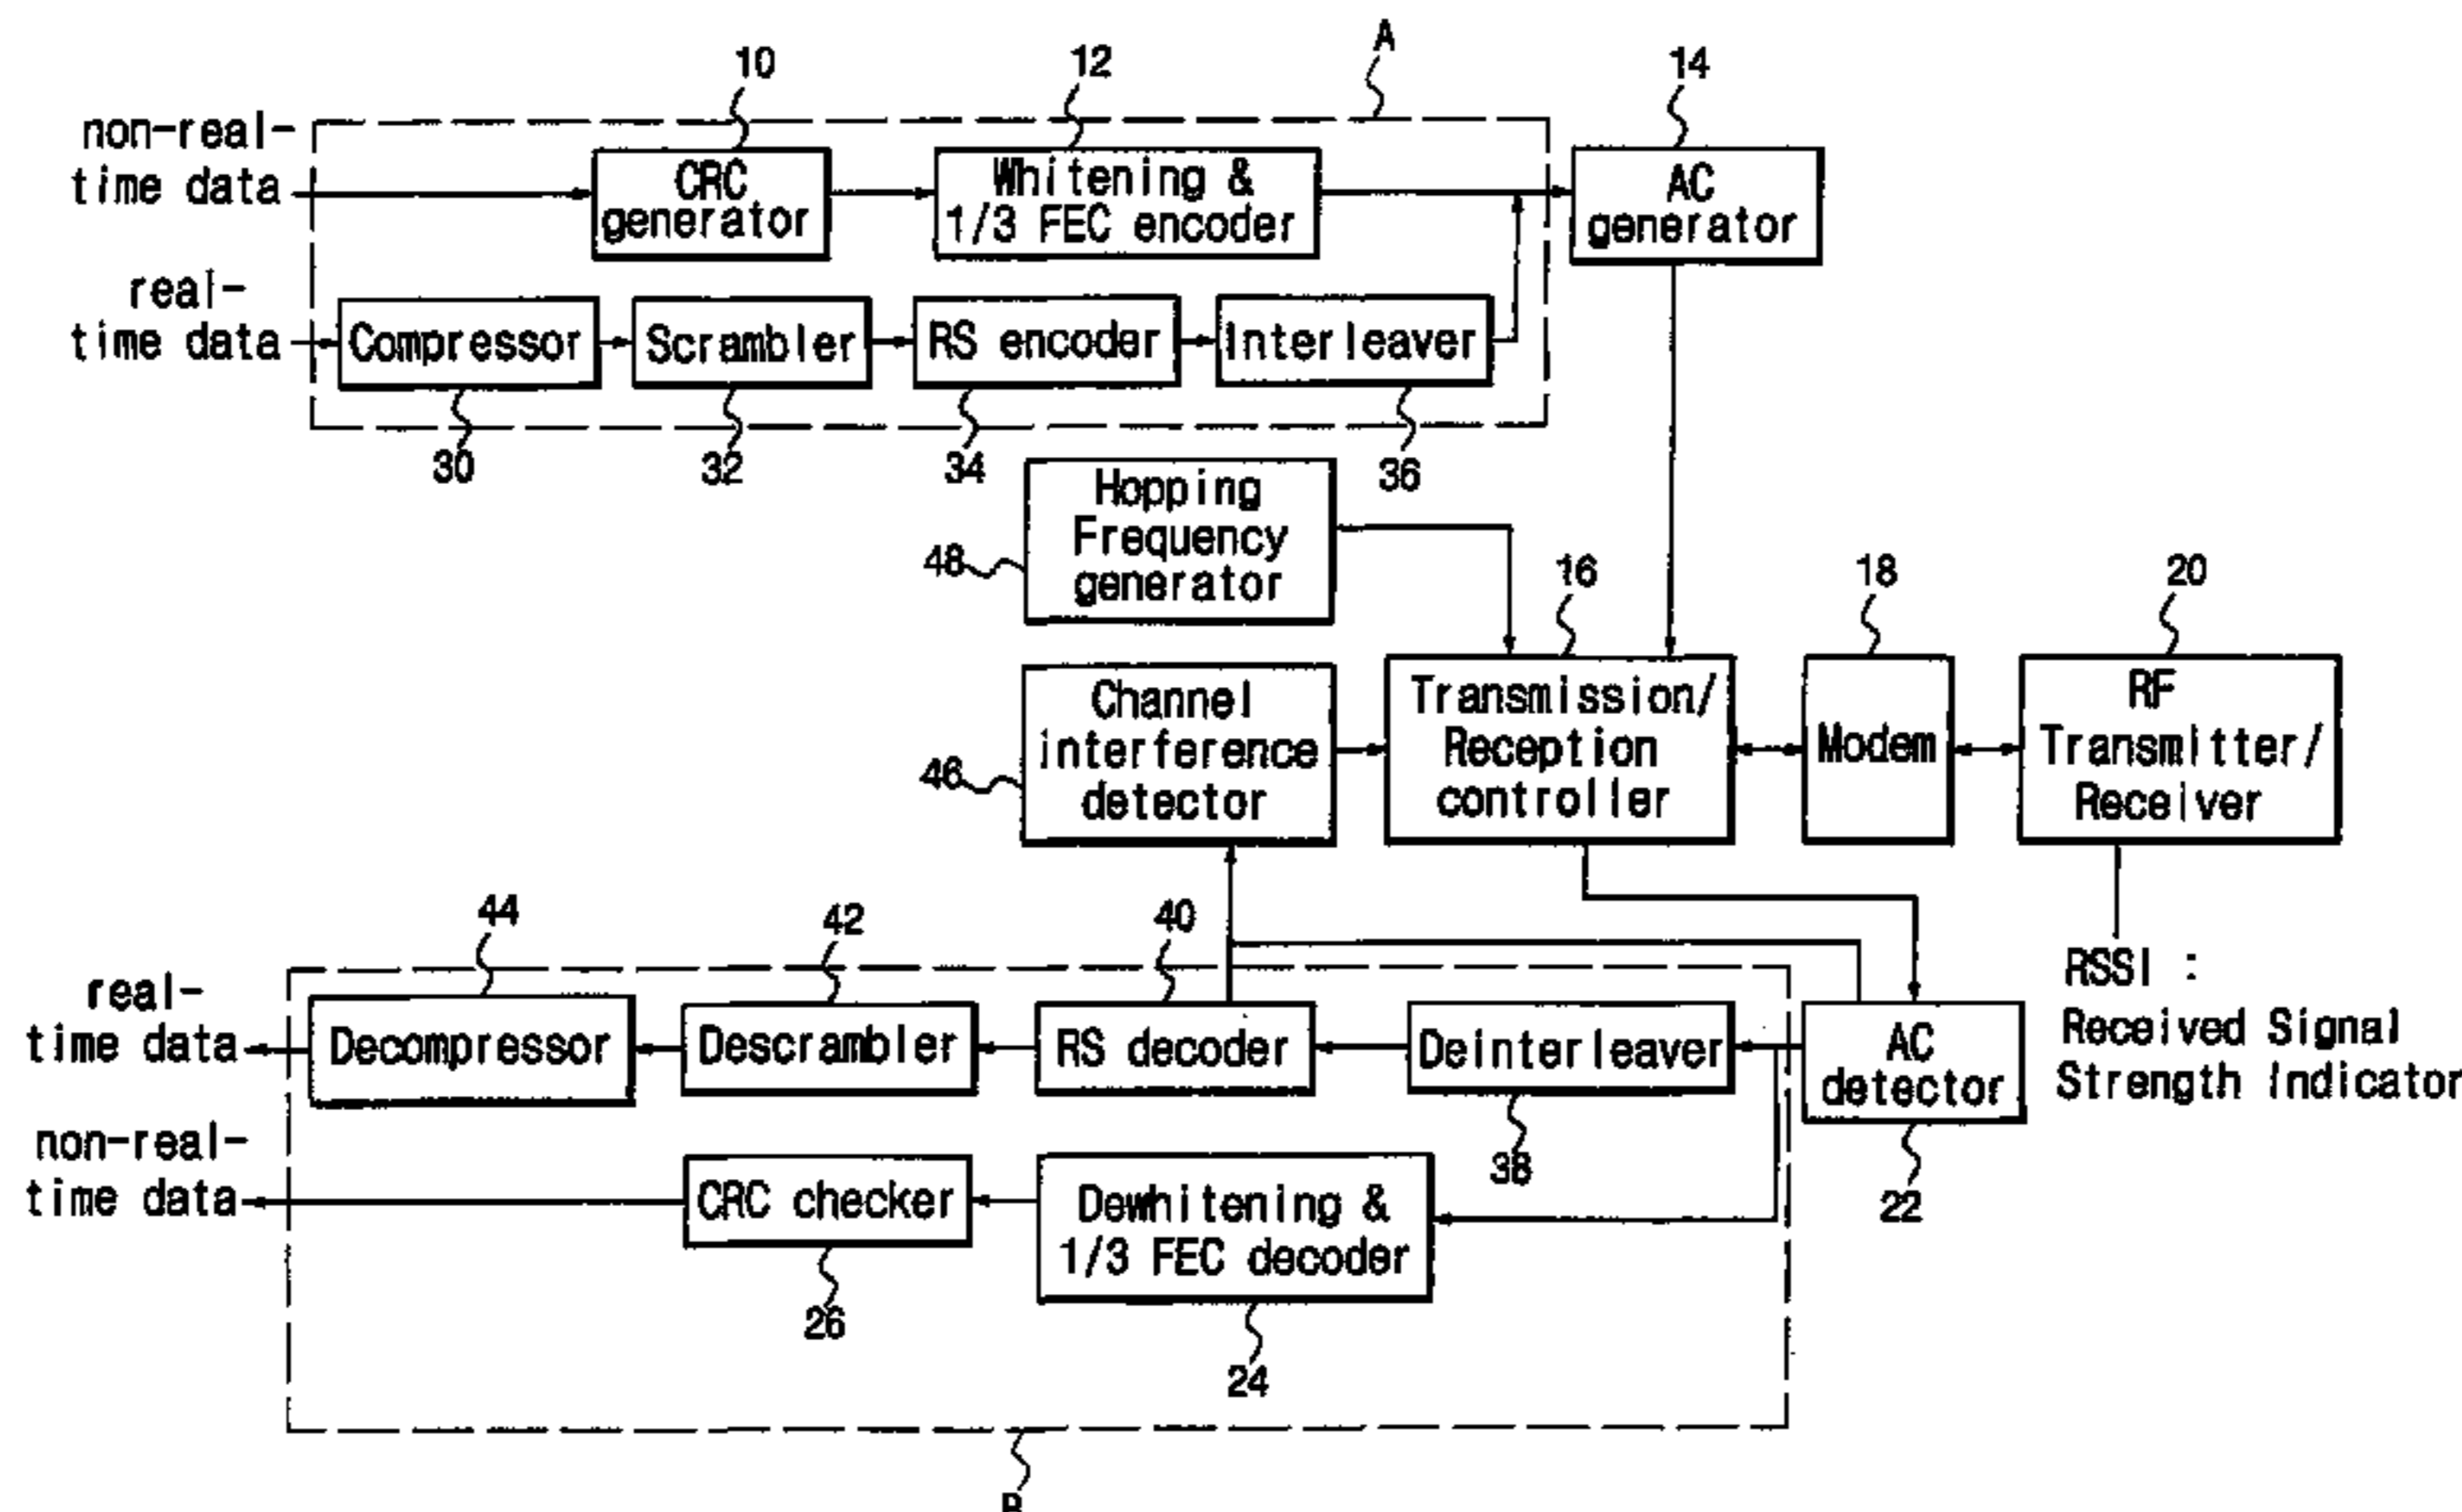 A
10
12
14
non-real-
time data
CRC
generator
Whitening &
1/3 FEC encoder
AC
generator
real-
time data
Compressor
Scrambler
RS encoder
Interleaver
30
32
34
36
Hopping
Frequency
generator
48
16
18
20
Channel
interference
detector
46
Transmission/
Reception
controller
Modem
RF
Transmitter/
Receiver
44
42
40
RSSI :
Received Signal
Strength Indicator
real-
time data
Decompressor
Descrambler
RS decoder
Deinterleaver
AC
detector
38
22
non-real-
time data
CRC checker
Dewhitening &
1/3 FEC decoder
26
24